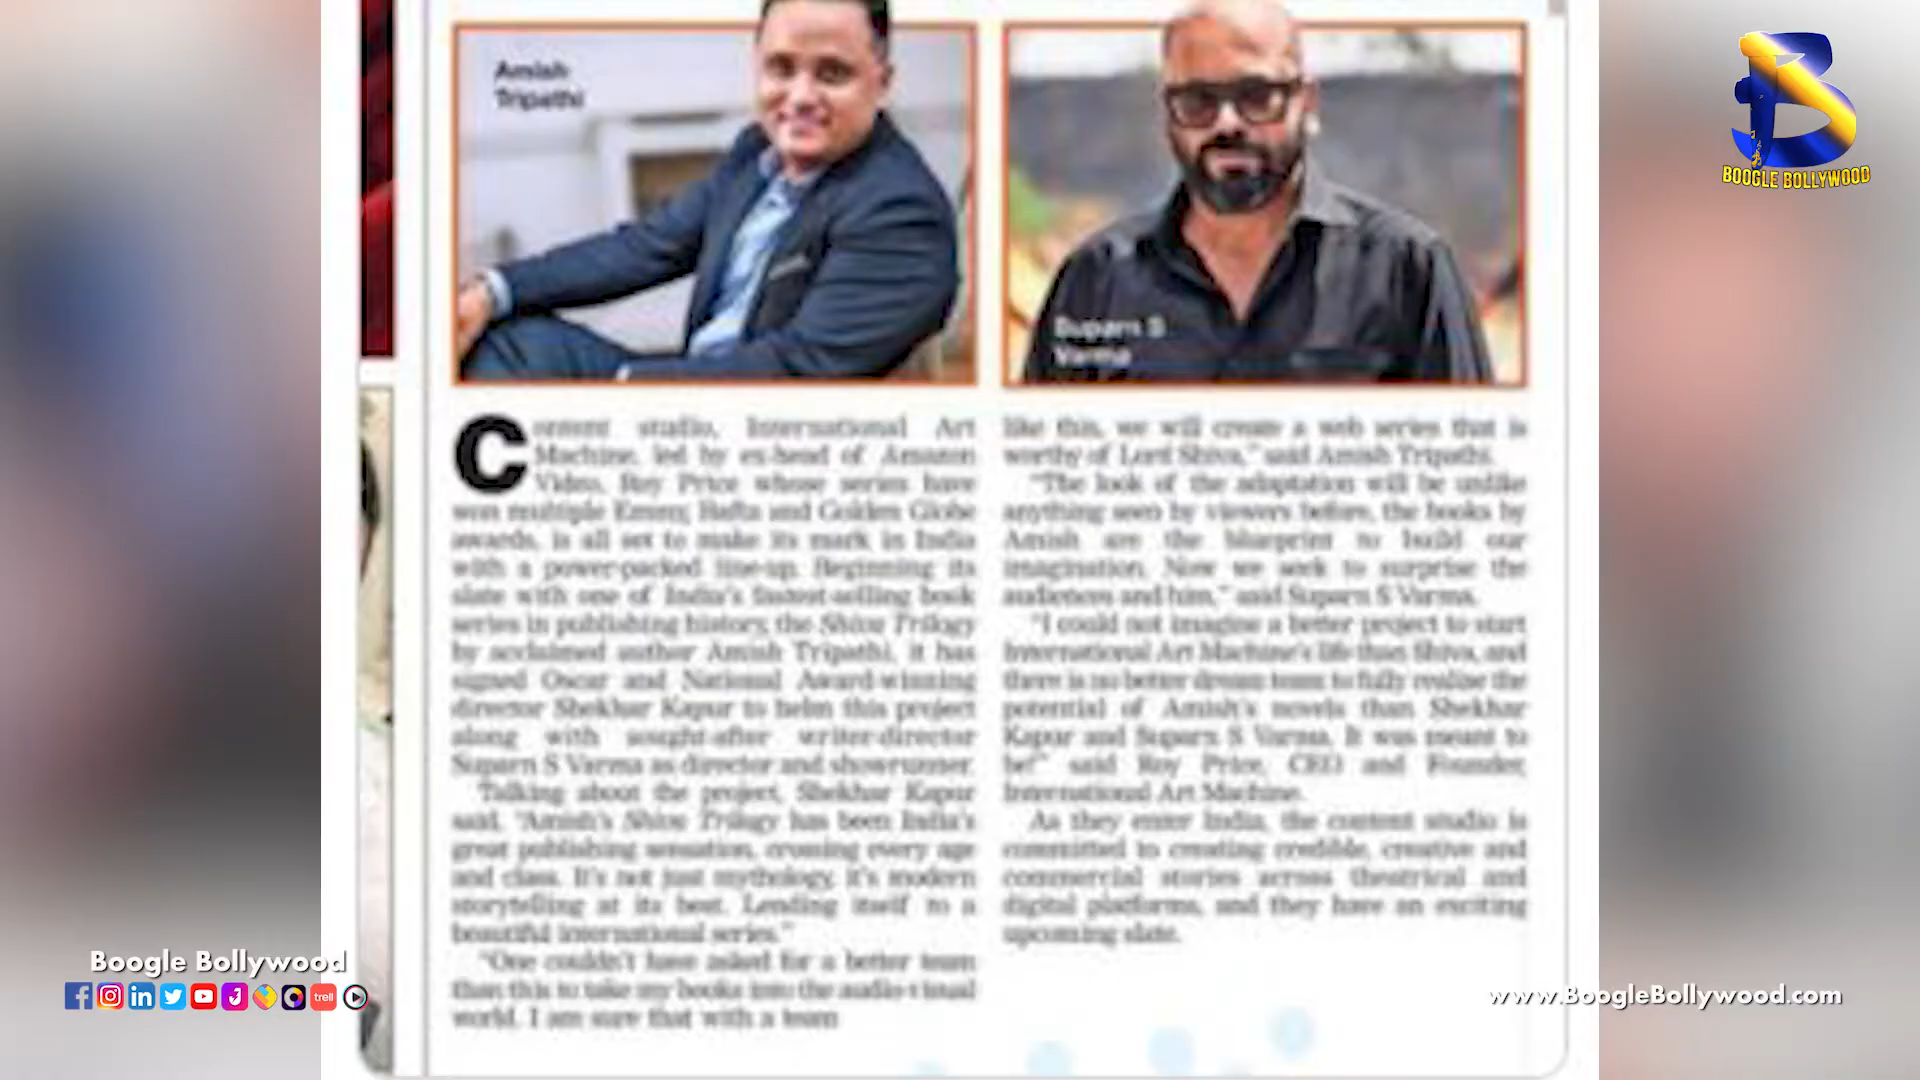 Amish
Tripathi
Suparn S
Varma
BOOGLE BOLLYWOOD
Content studio, International Art
Machine, led by ex-head of Amazon
Video, Roy Price whose series have
won multiple Emmy, Bafta and Golden Globe
awards, is all set to make its mark in India
with a power-packed line-up. Beginning its
slate with one of India's fastest-selling book
series in publishing history, the Shiva Trilogy
by acclaimed author Amish Tripathi, it has
signed Oscar and National Award-winning
director Shekhar Kapur to helm this project
along with sought-after writer-director
Suparn S Varma as director and showrunner.
Talking about the project, Shekhar Kapur
said, "Amish's Shiva Trilogy has been India's
great publishing sensation, crossing every age
and class. It's not just mythology, it's modern
storytelling at its best. Lending itself to a
beautiful international series."
"One couldn't have asked for a better team
than this to take my books into the audio-visual
world. I am sure that with a team
like this, we will create a web series that is
worthy of Lord Shiva," said Amish Tripathi.
"The look of the adaptation will be unlike
anything seen by viewers before, the books by
Amish are the blueprint to build our
imagination. Now we seek to surprise the
audiences and him," said Suparn S Varma.
"I could not imagine a better project to start
International Art Machine's life than Shiva, and
there is no better dream team to fully realise the
potential of Amish's novels than Shekhar
Kapur and Suparn S Varma. It was meant to
be!" said Roy Price, CEO and Founder,
International Art Machine.
As they enter India, the content studio is
committed to creating credible, creative and
commercial stories across theatrical and
digital platforms, and they have an exciting
upcoming slate.
Boogle Bollywood
trell
www.BoogleBollywood.com